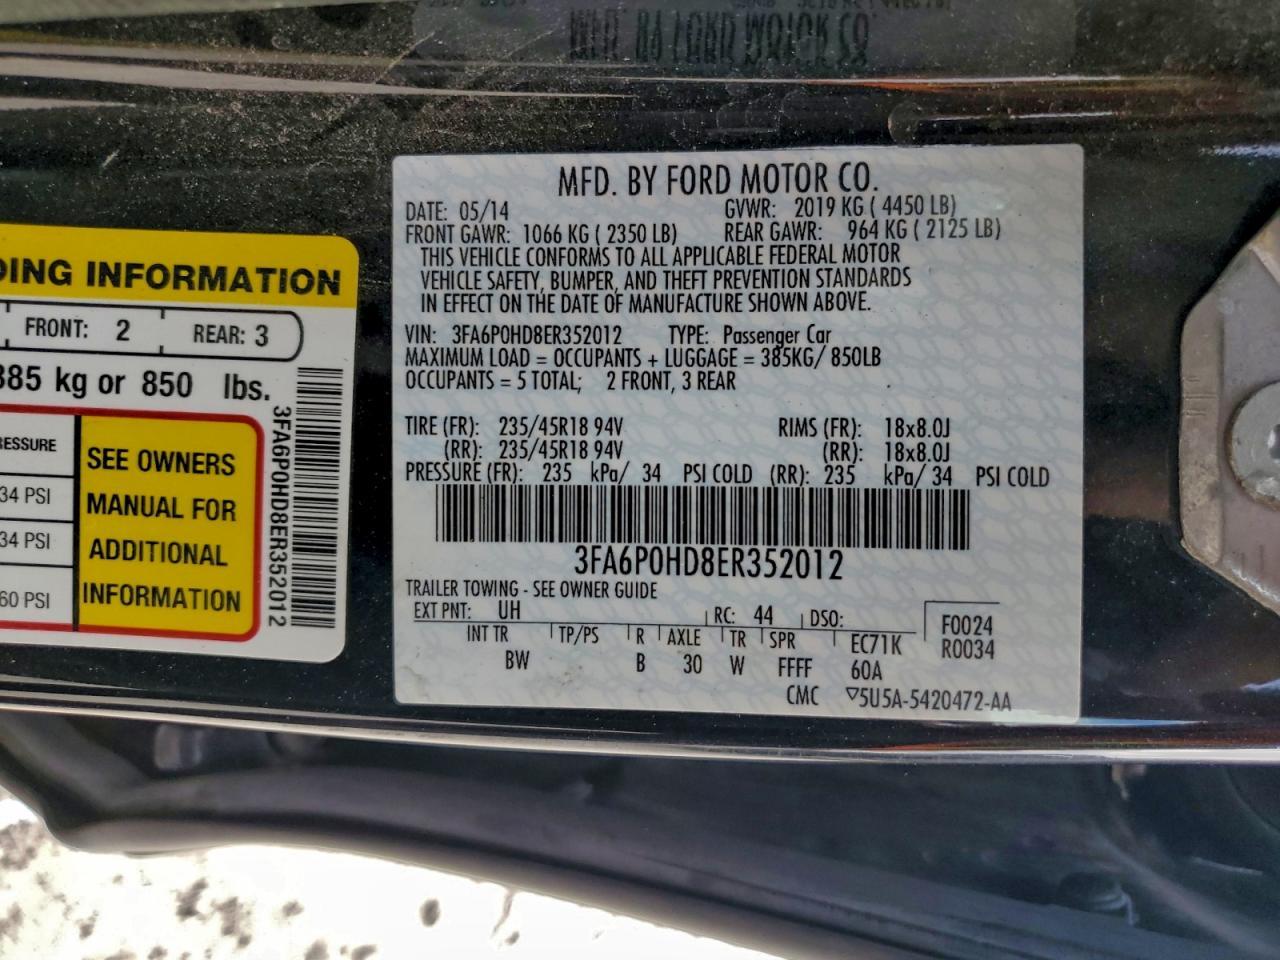 MFD. BY FORD MOTOR CO.
DATE: 05/14 GVWR: 2019 KG ( 4450 LB)
FRONT GAWR: 1066 KG ( 2350 LB) REAR GAWR: 964 KG ( 2125 LB)
THIS VEHICLE CONFORMS TO ALL APPLICABLE FEDERAL MOTOR
VEHICLE SAFETY, BUMPER, AND THEFT PREVENTION STANDARDS
IN EFFECT ON THE DATE OF MANUFACTURE SHOWN ABOVE.
VIN: 3FA6P0HD8ER352012 TYPE: Passenger Car
MAXIMUM LOAD = OCCUPANTS + LUGGAGE = 385KG/ 850LB
OCCUPANTS = 5 TOTAL; 2 FRONT, 3 REAR
TIRE (FR): 235/45R18 94V RIMS (FR): 18x8.0J
(RR): 235/45R18 94V (RR): 18x8.0J
PRESSURE (FR): 235 kPa/ 34 PSI COLD (RR): 235 kPa/ 34 PSI COLD
3FA6P0HD8ER352012
TRAILER TOWING - SEE OWNER GUIDE
EXT PNT: UH RC: 44 DSO: F0024
INT TR TP/PS R AXLE TR SPR EC71K R0034
BW B 30 W FFFF 60A
CMC ▽5U5A-5420472-AA
DING INFORMATION
FRONT: 2 REAR: 3
385 kg or 850 lbs.
3FA6P0HD8ER352012
RESSURE
34 PSI
34 PSI
60 PSI
SEE OWNERS
MANUAL FOR
ADDITIONAL
INFORMATION